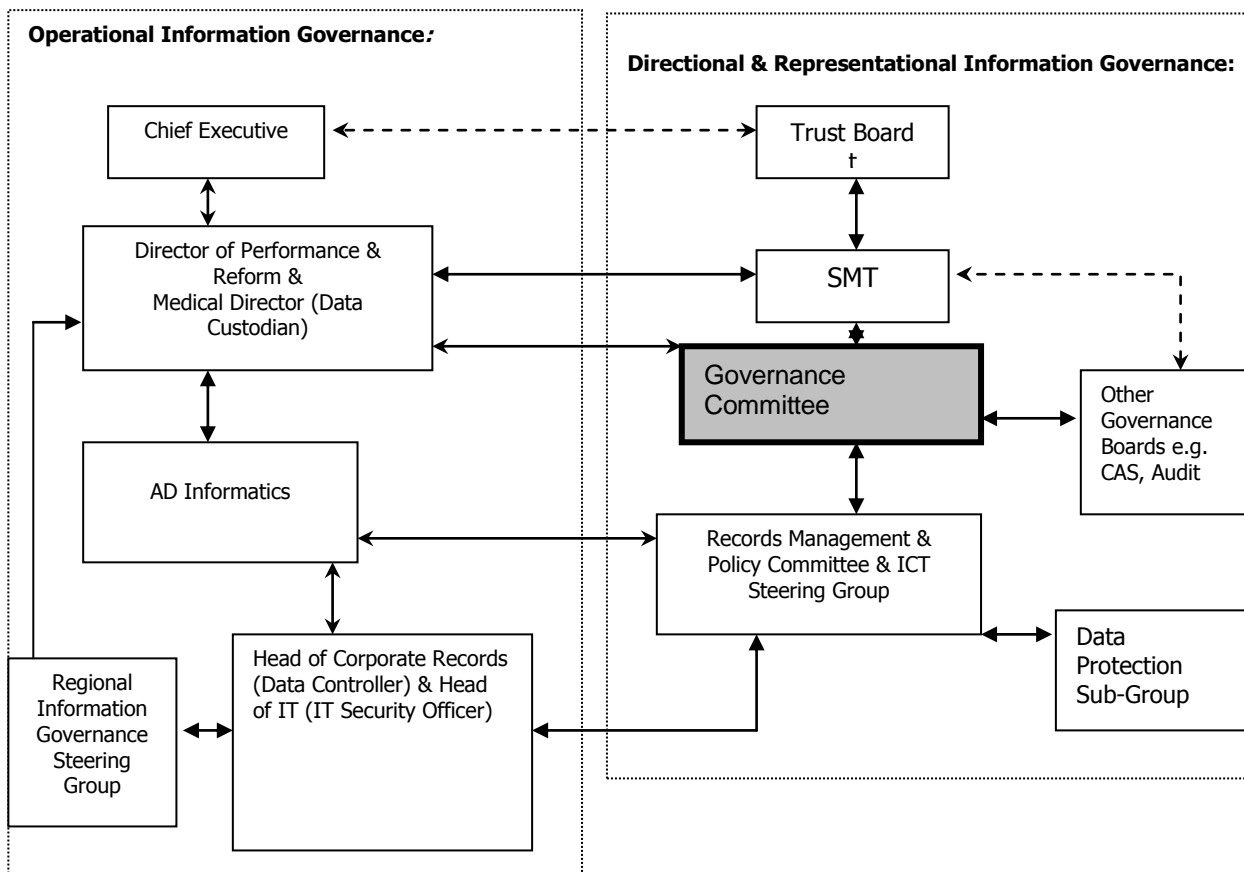 Operational Information Governance:
Directional & Representational Information Governance:
Chief Executive
Trust Board
t
Director of Performance &
Reform &
Medical Director (Data
Custodian)
SMT
Governance
Committee
Other
Governance
Boards e.g.
CAS, Audit
AD Informatics
Records Management &
Policy Committee & ICT
Steering Group
Head of Corporate Records
(Data Controller) & Head
of IT (IT Security Officer)
Regional
Information
Governance
Steering
Group
Data
Protection
Sub-Group